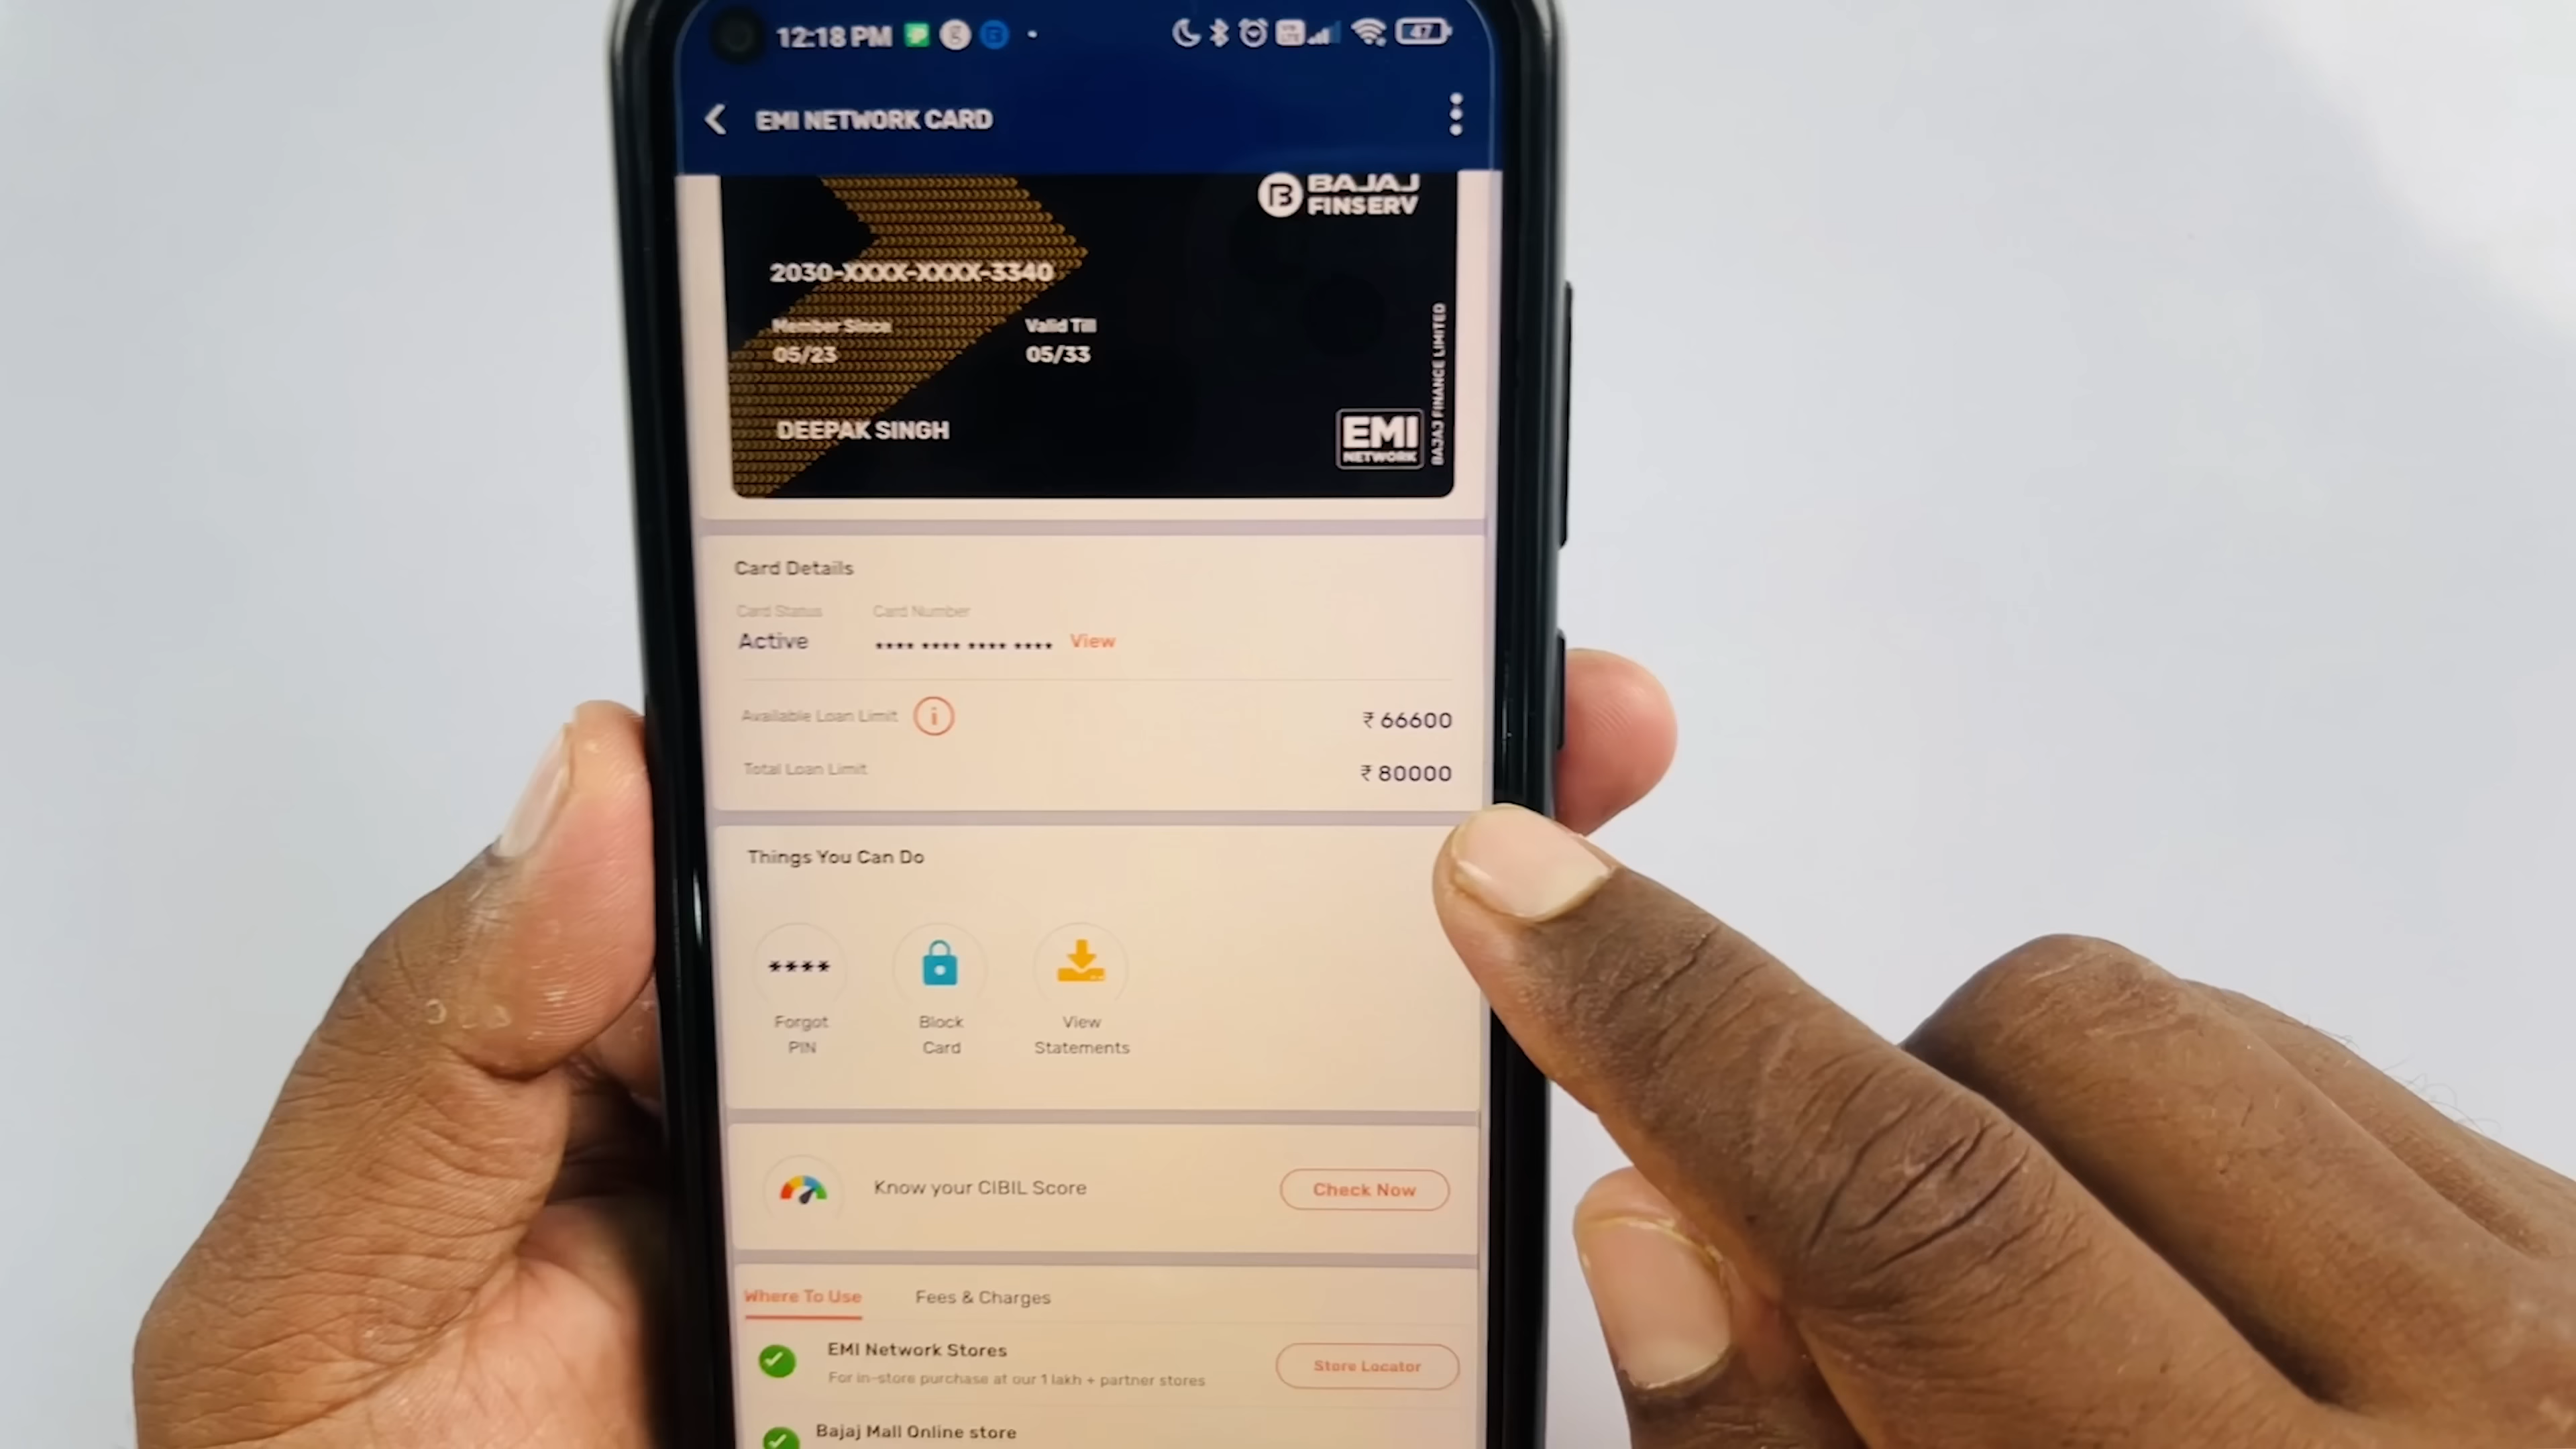 12:18 PM
47
EMI NETWORK CARD
BAJAJ
FINSERV
2030-XXXX-XXXX-3340
Member Since
Valid Till
05/23
05/33
DEEPAK SINGH
EMI
NETWORK
BAJAJ FINANCE LIMITED
Card Details
Card Status
Card Number
Active
**** **** **** ****
View
Available Loan Limit
i
₹ 66600
Total Loan Limit
₹ 80000
Things You Can Do
****
Forgot
PIN
Block
Card
View
Statements
Know your CIBIL Score
Check Now
Where To Use
Fees & Charges
EMI Network Stores
For in-store purchase at our 1 lakh + partner stores
Store Locator
Bajaj Mall Online store